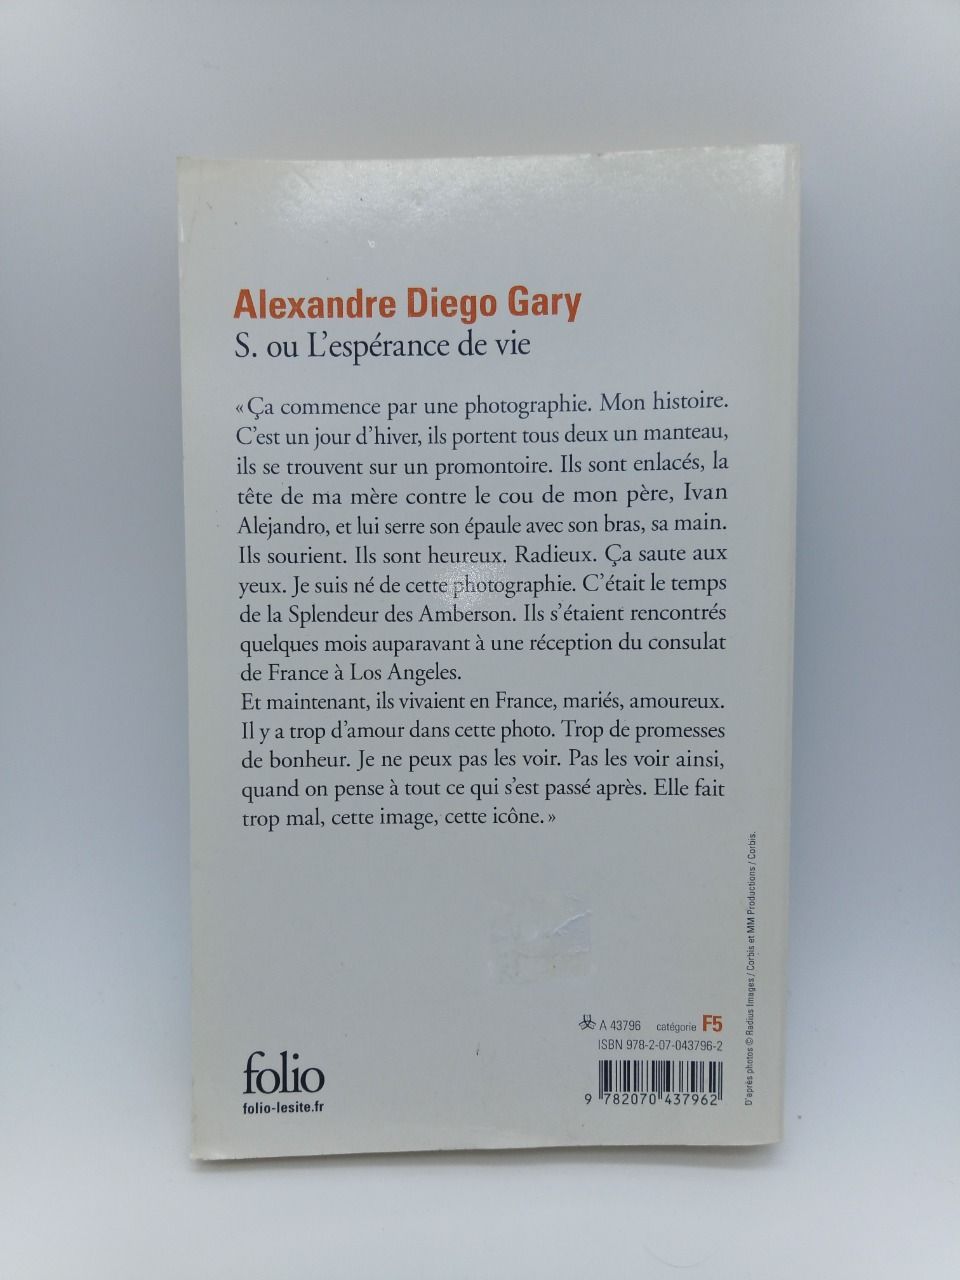 Alexandre Diego Gary
S. ou L'espérance de vie
« Ça commence par une photographie. Mon histoire.
C'est un jour d'hiver, ils portent tous deux un manteau,
ils se trouvent sur un promontoire. Ils sont enlacés, la
tête de ma mère contre le cou de mon père, Ivan
Alejandro, et lui serre son épaule avec son bras, sa main.
Ils sourient. Ils sont heureux. Radieux. Ça saute aux
yeux. Je suis né de cette photographie. C'était le temps
de la Splendeur des Amberson. Ils s'étaient rencontrés
quelques mois auparavant à une réception du consulat
de France à Los Angeles.
Et maintenant, ils vivaient en France, mariés, amoureux.
Il y a trop d'amour dans cette photo. Trop de promesses
de bonheur. Je ne peux pas les voir. Pas les voir ainsi,
quand on pense à tout ce qui s'est passé après. Elle fait
trop mal, cette image, cette icône. »
A 43796 catégorie F5
ISBN 978-2-07-043796-2
9 782070 437962
folio
folio-lesite.fr
D'après photos © Radius Images / Corbis et MM Productions / Corbis.